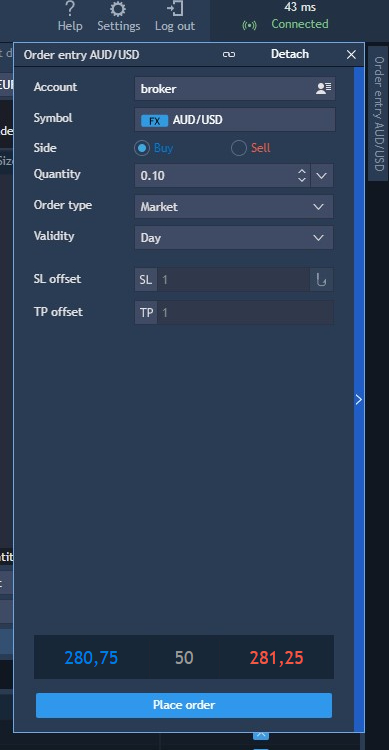 43 ms
Help Settings Log out Connected
Order entry AUD/USD Detach
Order entry AUD/USD
Account broker
Symbol FX AUD/USD
Side Buy Sell
Quantity 0.10
Order type Market
Validity Day
SL offset SL 1
TP offset TP 1
280,75 50 281,25
Place order